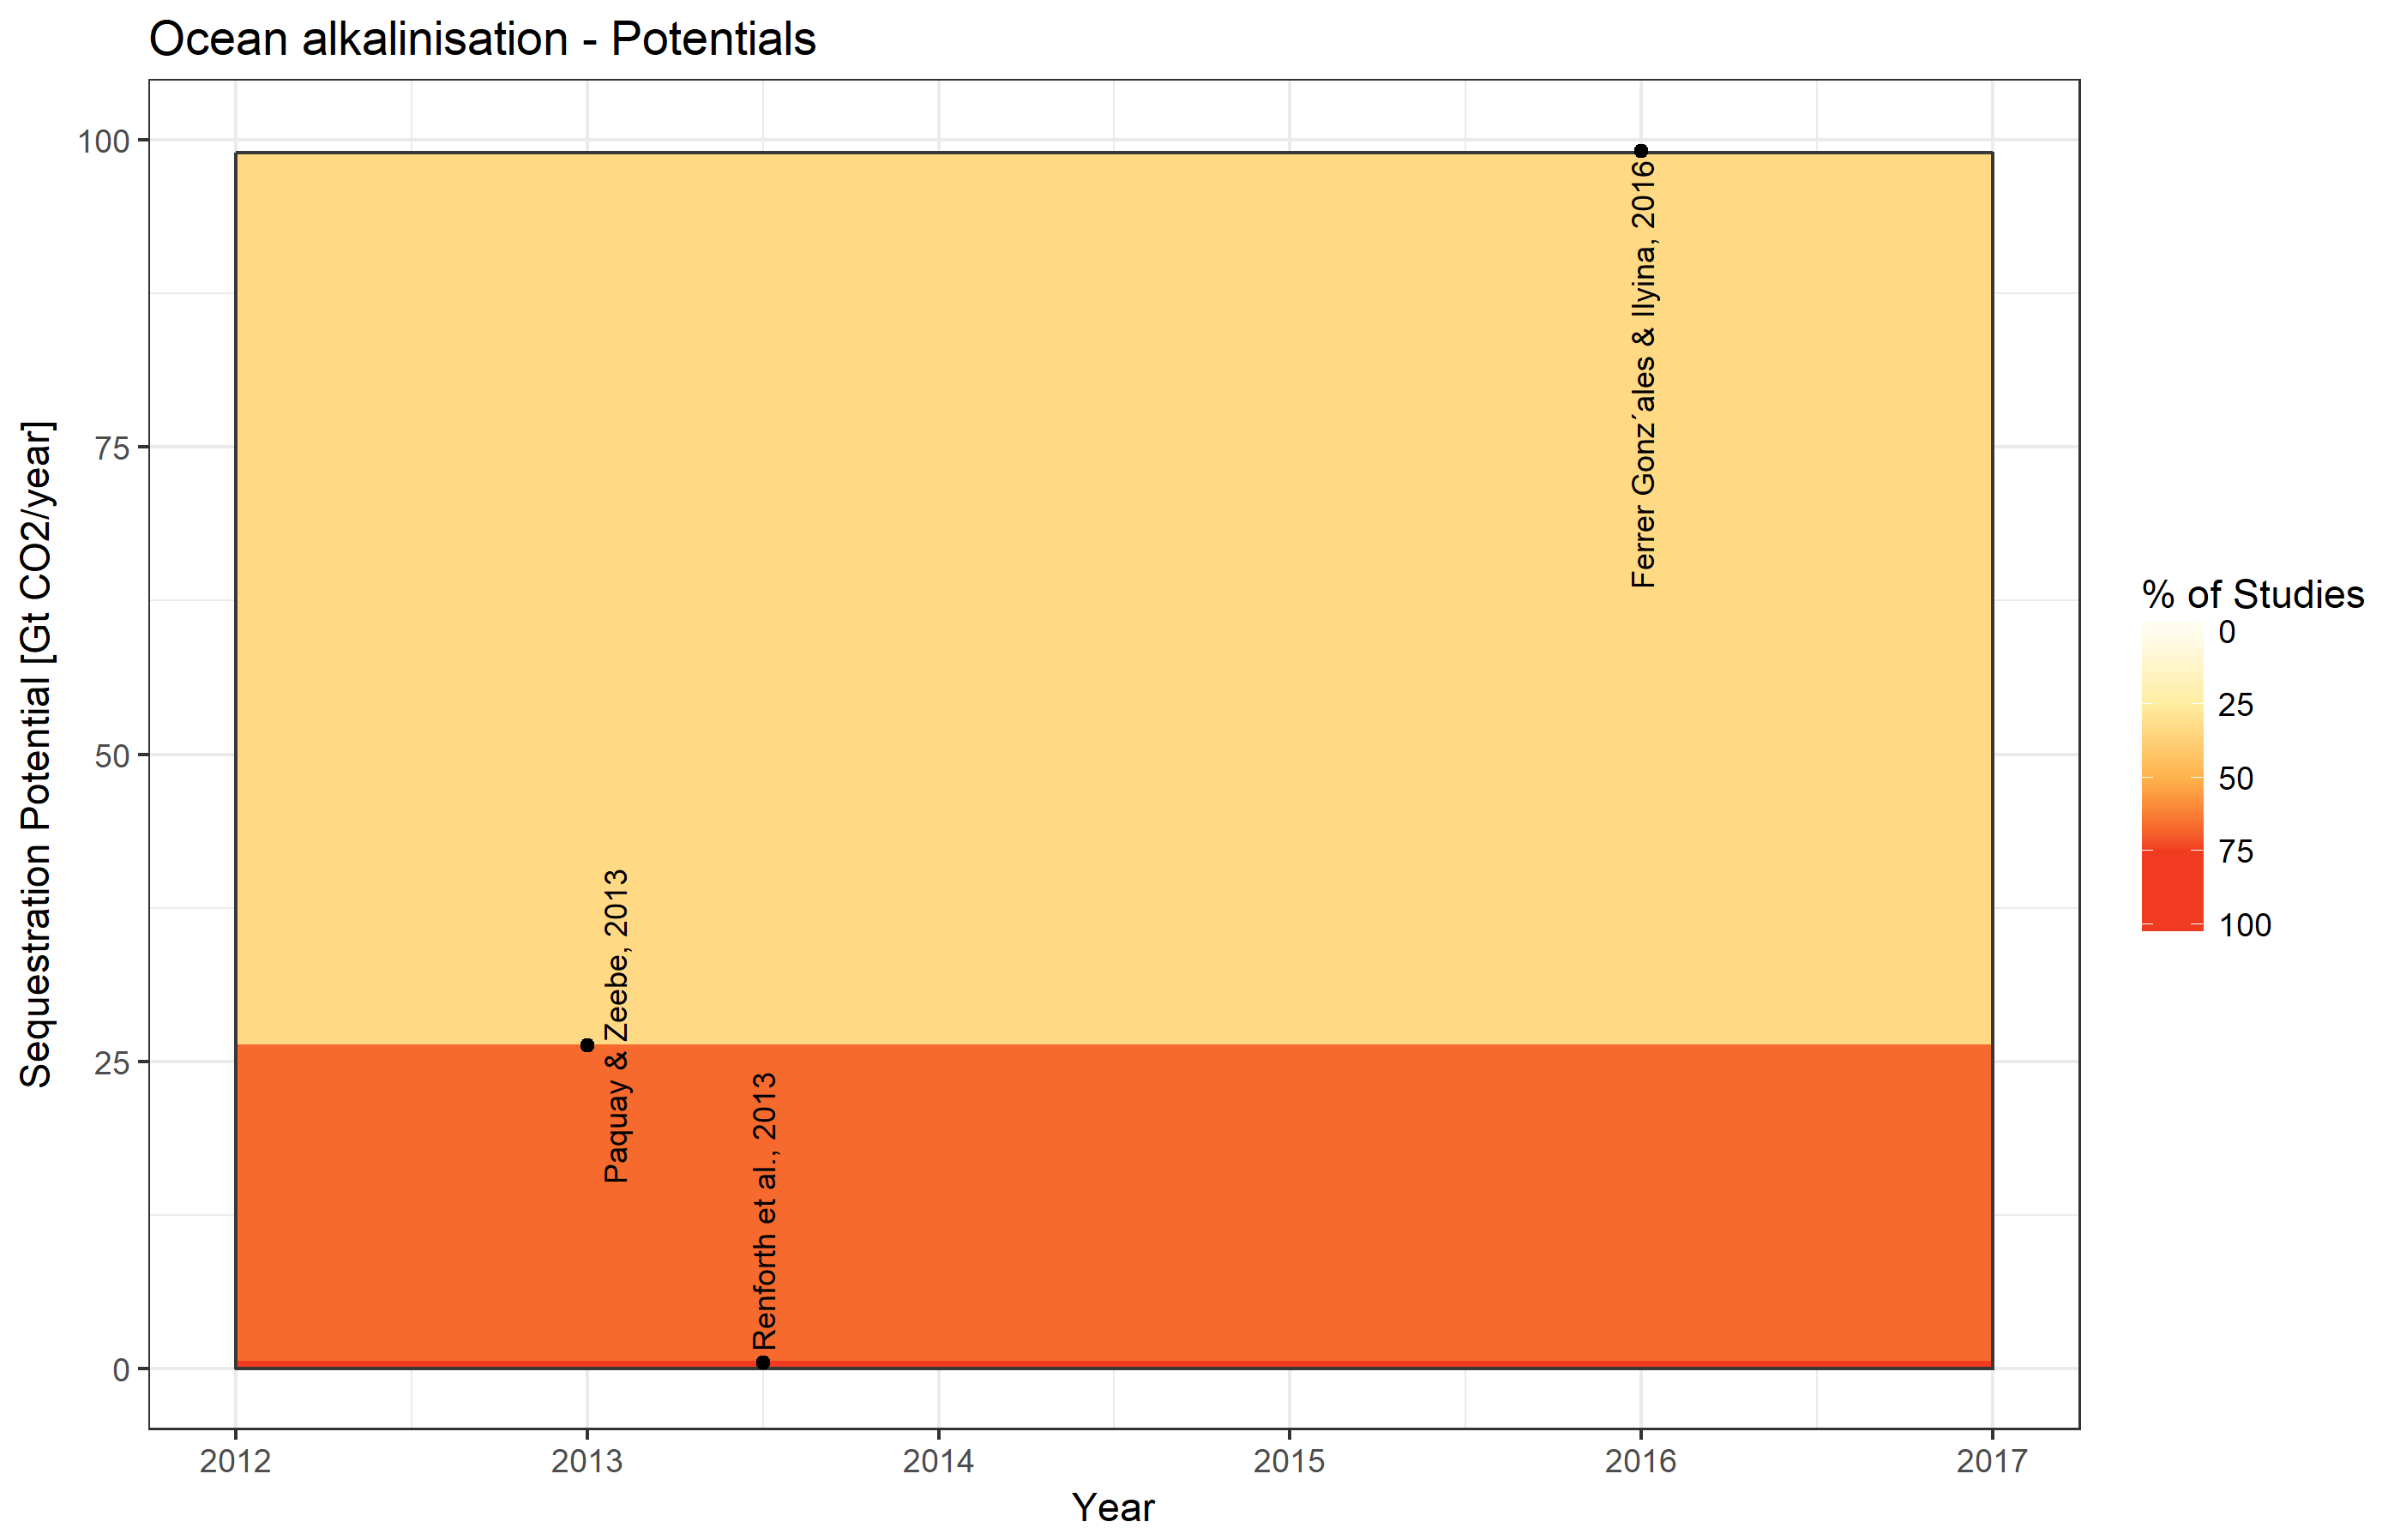 Ocean alkalinisation - Potentials
Sequestration Potential [Gt CO2/year]
100
75
50
25
0
Ferrer Gonz´ales & Ilyina, 2016
Paquay & Zeebe, 2013
Renforth et al., 2013
2012
2013
2014
2015
2016
2017
Year
% of Studies
0
25
50
75
100